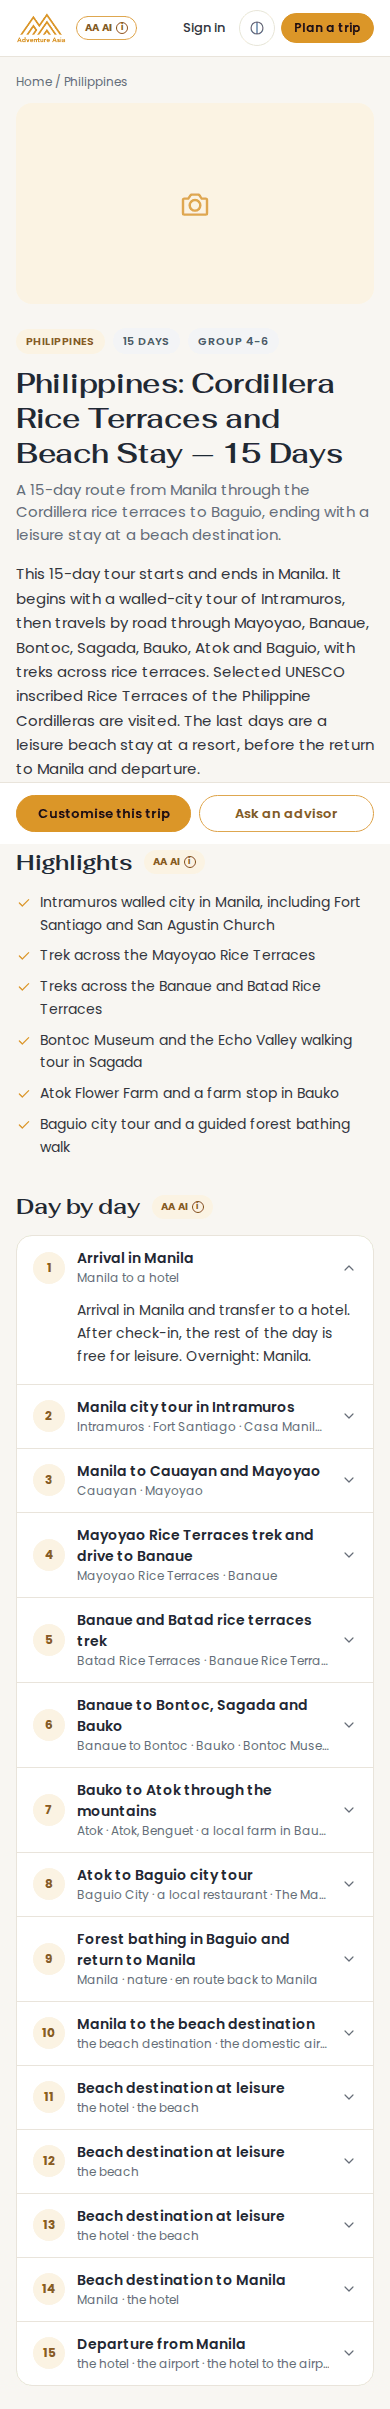 Adventure Asia
AA AI
Sign in
Plan a trip
Home / Philippines
PHILIPPINES
15 DAYS
GROUP 4-6
Philippines: Cordillera
Rice Terraces and
Beach Stay – 15 Days
A 15-day route from Manila through the
Cordillera rice terraces to Baguio, ending with a
leisure stay at a beach destination.
This 15-day tour starts and ends in Manila. It
begins with a walled-city tour of Intramuros,
then travels by road through Mayoyao, Banaue,
Bontoc, Sagada, Bauko, Atok and Baguio, with
treks across rice terraces. Selected UNESCO
inscribed Rice Terraces of the Philippine
Cordilleras are visited. The last days are a
leisure beach stay at a resort, before the return
to Manila and departure.
Customise this trip
Ask an advisor
Highlights
AA AI
Intramuros walled city in Manila, including Fort
Santiago and San Agustin Church
Trek across the Mayoyao Rice Terraces
Treks across the Banaue and Batad Rice
Terraces
Bontoc Museum and the Echo Valley walking
tour in Sagada
Atok Flower Farm and a farm stop in Bauko
Baguio city tour and a guided forest bathing
walk
Day by day
AA AI
1
Arrival in Manila
Manila to a hotel
Arrival in Manila and transfer to a hotel.
After check-in, the rest of the day is
free for leisure. Overnight: Manila.
2
Manila city tour in Intramuros
Intramuros · Fort Santiago · Casa Manil...
3
Manila to Cauayan and Mayoyao
Cauayan · Mayoyao
4
Mayoyao Rice Terraces trek and
drive to Banaue
Mayoyao Rice Terraces · Banaue
5
Banaue and Batad rice terraces
trek
Batad Rice Terraces · Banaue Rice Terra...
6
Banaue to Bontoc, Sagada and
Bauko
Banaue to Bontoc · Bauko · Bontoc Muse...
7
Bauko to Atok through the
mountains
Atok · Atok, Benguet · a local farm in Bau...
8
Atok to Baguio city tour
Baguio City · a local restaurant · The Ma...
9
Forest bathing in Baguio and
return to Manila
Manila · nature · en route back to Manila
10
Manila to the beach destination
the beach destination · the domestic air...
11
Beach destination at leisure
the hotel · the beach
12
Beach destination at leisure
the beach
13
Beach destination at leisure
the hotel · the beach
14
Beach destination to Manila
Manila · the hotel
15
Departure from Manila
the hotel · the airport · the hotel to the airp...